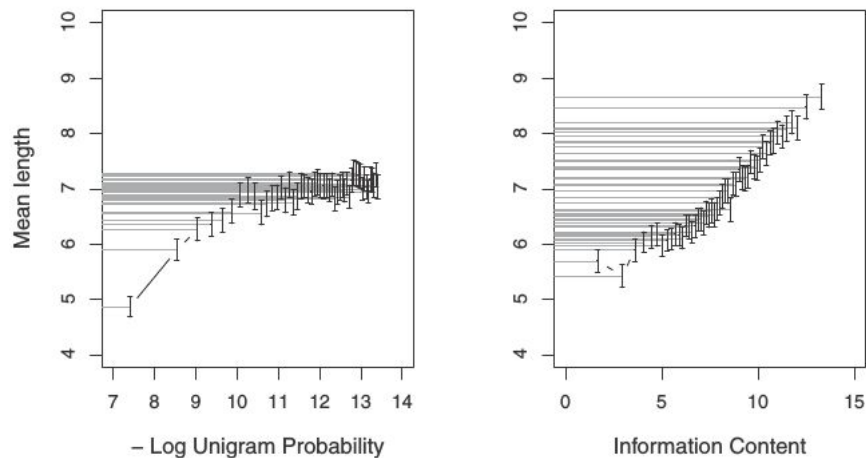 Mean length
4 5 6 7 8 9 10
7 8 9 10 11 12 13 14
– Log Unigram Probability
4 5 6 7 8 9 10
0 5 10 15
Information Content